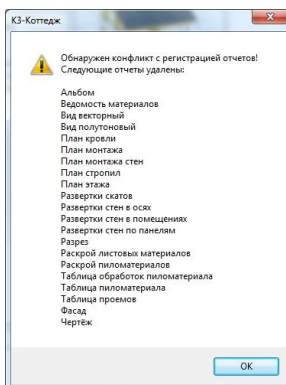 К3-Коттедж
Обнаружен конфликт с регистрацией отчетов!
Следующие отчеты удалены:
Альбом
Ведомость материалов
Вид векторный
Вид полутоновый
План кровли
План монтажа
План монтажа стен
План стропил
План этажа
Развертки скатов
Развертки стен в осях
Развертки стен в помещениях
Развертки стен по панелям
Разрез
Раскрой листовых материалов
Раскрой пиломатериалов
Таблица обработок пиломатериала
Таблица пиломатериала
Таблица проемов
Фасад
Чертёж
OK